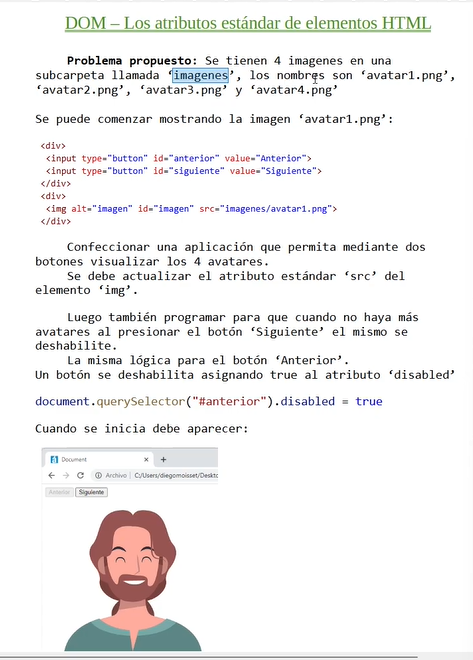 DOM – Los atributos estándar de elementos HTML
Problema propuesto: Se tienen 4 imagenes en una
subcarpeta llamada ‘imagenes’, los nombres son ‘avatar1.png’,
‘avatar2.png’, ‘avatar3.png’ y ‘avatar4.png’
Se puede comenzar mostrando la imagen ‘avatar1.png’:
<div>
<input type="button" id="anterior" value="Anterior">
<input type="button" id="siguiente" value="Siguiente">
</div>
<div>
<img alt="imagen" id="imagen" src="imagenes/avatar1.png">
</div>
Confeccionar una aplicación que permita mediante dos
botones visualizar los 4 avatares.
Se debe actualizar el atributo estándar ‘src’ del
elemento ‘img’.
Luego también programar para que cuando no haya más
avatares al presionar el botón ‘Siguiente’ el mismo se
deshabilite.
La misma lógica para el botón ‘Anterior’.
Un botón se deshabilita asignando true al atributo ‘disabled’
document.querySelector("#anterior").disabled = true
Cuando se inicia debe aparecer:
Document
Archivo C:/Users/diegomoisset/Deskto
Anterior Siguiente